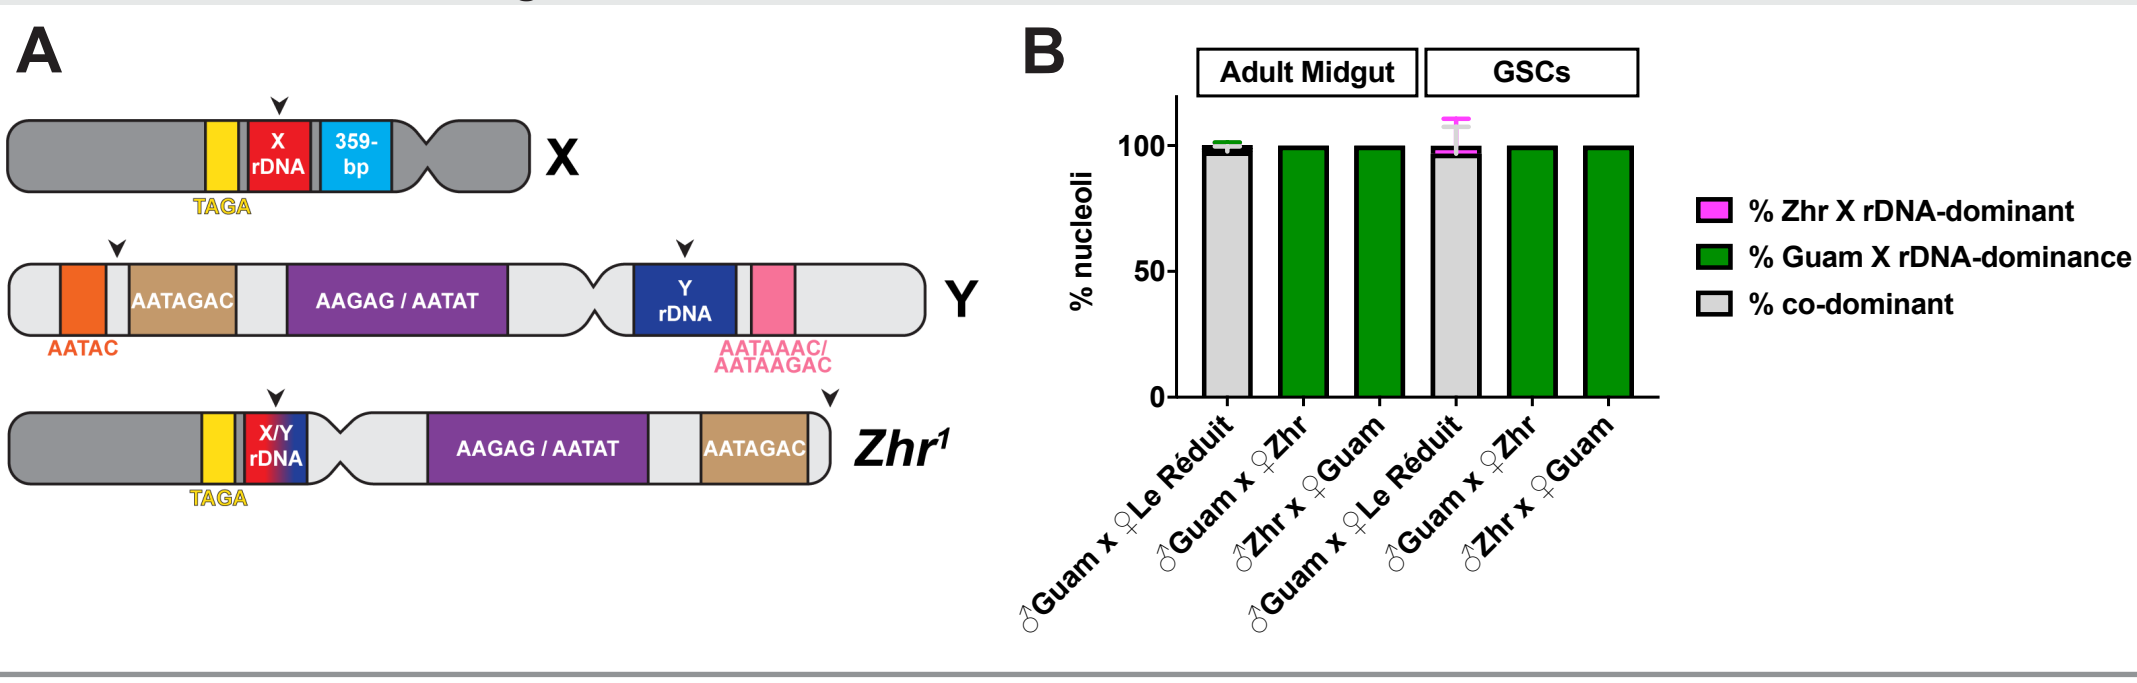 A
X
rDNA
359-
bp
X
TAGA
AATAGAC
AAGAG / AATAT
Y
rDNA
Y
AATAC
AATAAAC/
AATAAGAC
X/Y
rDNA
AAGAG / AATAT
AATAGAC
Zhr1
TAGA
B
Adult Midgut
GSCs
% nucleoli
100
50
0
♂Guam x ♀Le Réduit
♂Guam x ♀Zhr
♂Zhr x ♀Guam
♂Guam x ♀Le Réduit
♂Guam x ♀Zhr
♂Zhr x ♀Guam
% Zhr X rDNA-dominant
% Guam X rDNA-dominance
% co-dominant